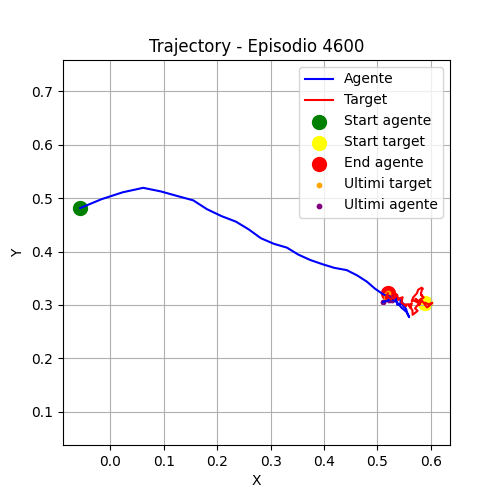 Trajectory - Episodio 4600
Agente
Target
Start agente
Start target
End agente
Ultimi target
Ultimi agente
Y
0.7
0.6
0.5
0.4
0.3
0.2
0.1
0.0 0.1 0.2 0.3 0.4 0.5 0.6
X